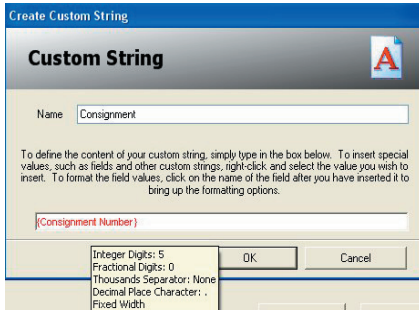 Create Custom String
Custom String
A
Name Consignment
To define the content of your custom string, simply type in the box below. To insert special
values, such as fields and other custom strings, right-click and select the value you wish to
insert. To format the field values, click on the name of the field after you have inserted it to
bring up the formatting options.
{Consignment Number}
OK Cancel
Integer Digits: 5
Fractional Digits: 0
Thousands Separator: None
Decimal Place Character: .
Fixed Width